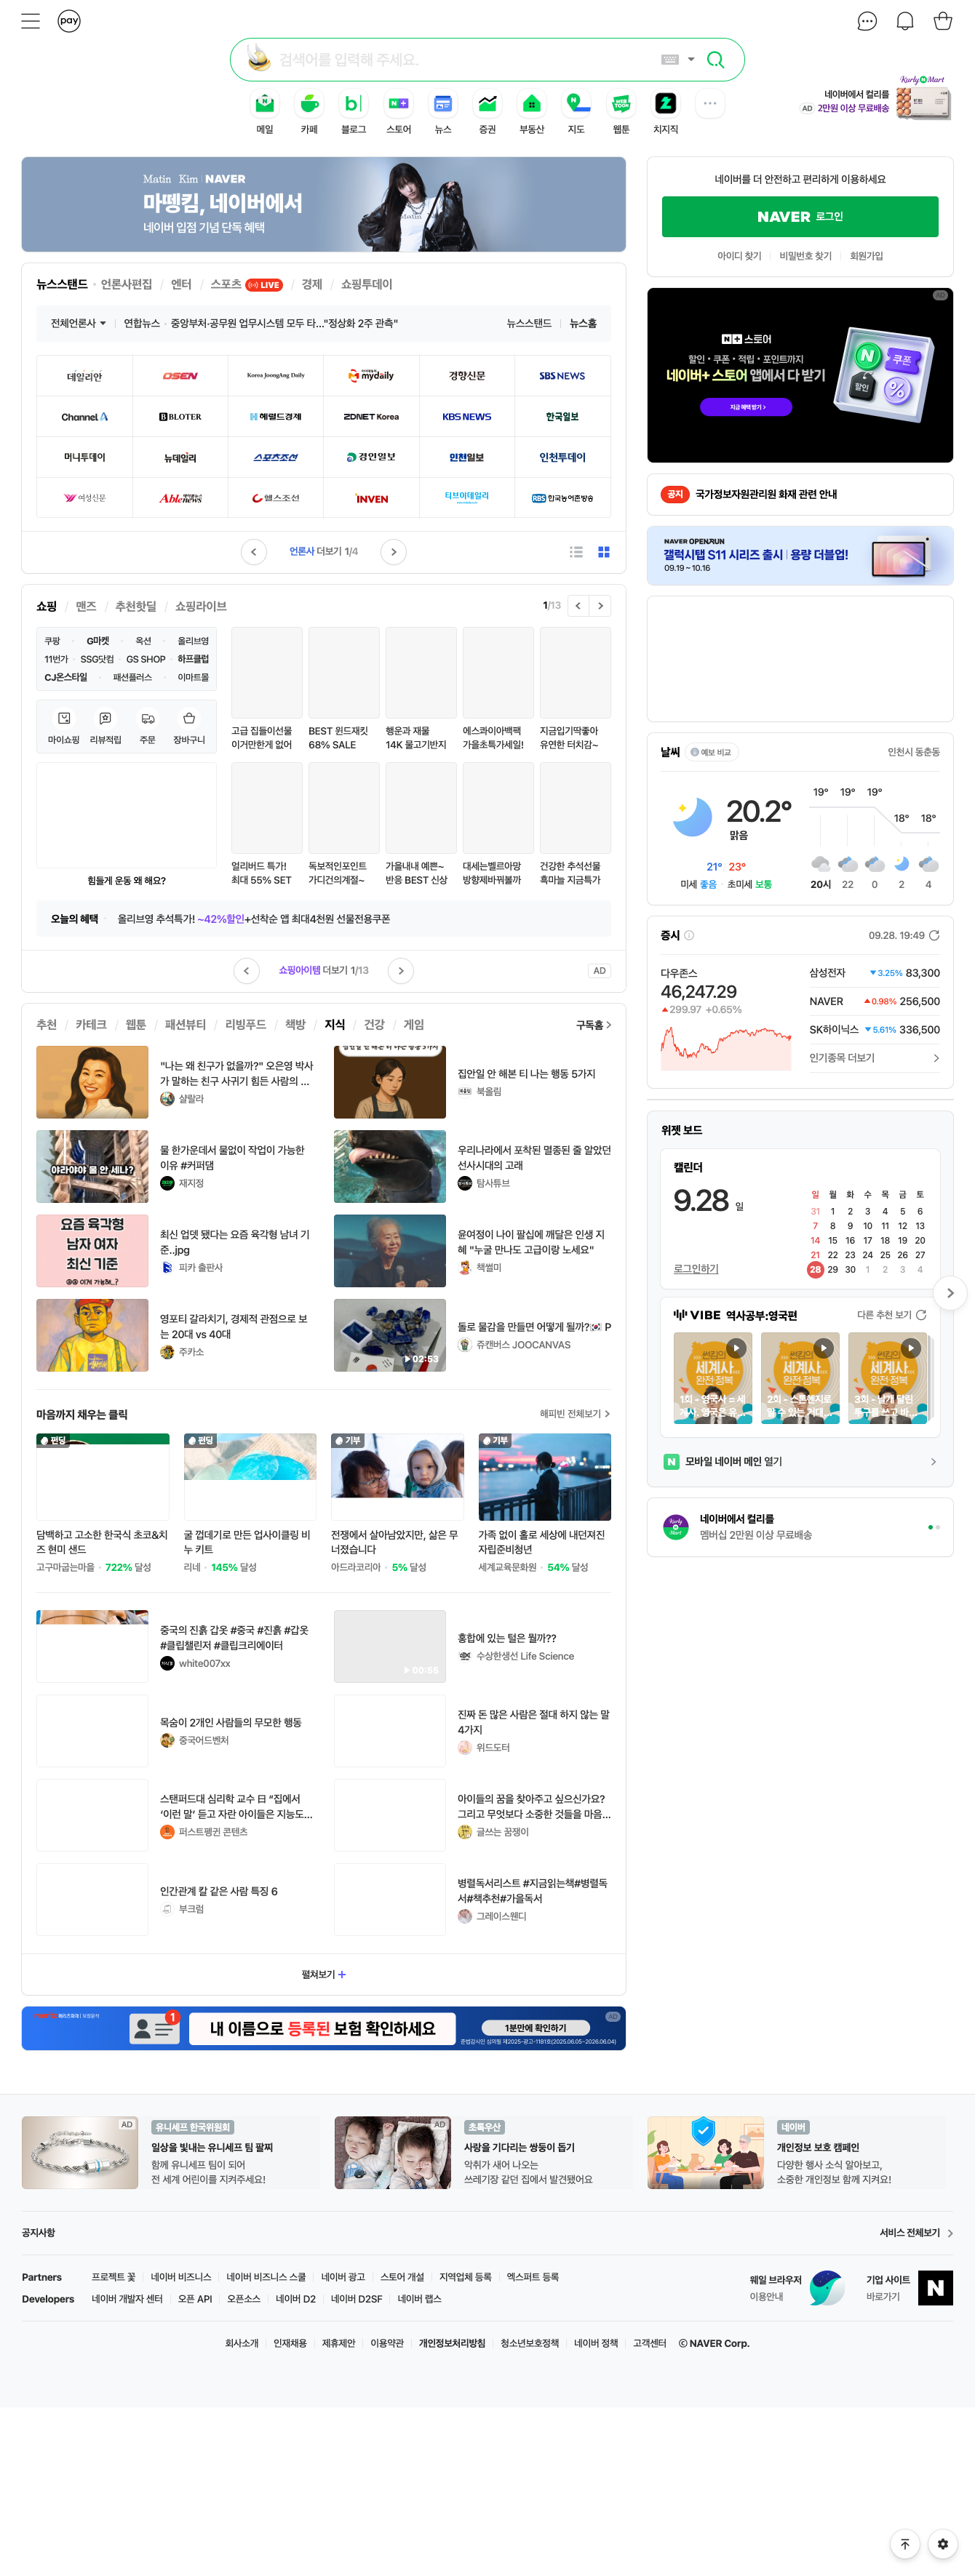 pay
검색어를 입력해 주세요.
메일
카페
블로그
스토어
뉴스
증권
부동산
지도
웹툰
치지직
Kurly N Mart
네이버에서 컬리를
AD 2만원 이상 무료배송
Matin Kim NAVER
마뗑킴, 네이버에서
네이버 입점 기념 단독 혜택
네이버를 더 안전하고 편리하게 이용하세요
NAVER 로그인
아이디 찾기
비밀번호 찾기
회원가입
뉴스스탠드 · 언론사편집 / 엔터 / 스포츠 LIVE / 경제 / 쇼핑투데이
전체언론사
연합뉴스 · 중앙부처·공무원 업무시스템 모두 타…"정상화 2주 관측"
뉴스스탠드
뉴스홈
데일리안
OSEN
Korea JoongAng Daily
mydaily
경향신문
SBS NEWS
Channel A
BLOTER
헤럴드경제
ZDNET Korea
KBS NEWS
한국일보
머니투데이
뉴데일리
스포츠조선
경인일보
인천일보
인천투데이
여성신문
Ablenews
헬스조선
INVEN
티브이데일리
RBS 한국농어촌방송
언론사 더보기 1/4
N+ 스토어
할인 • 쿠폰 • 적립 • 포인트까지
네이버+ 스토어 앱에서 다 받기
지금 혜택 받기 >
쿠폰
할인
AD
공지 국가정보자원관리원 화재 관련 안내
NAVER OPENRUN
갤럭시탭 S11 시리즈 출시 | 용량 더블업!
09.19 ~ 10.16
쇼핑 / 맨즈 / 추천핫딜 / 쇼핑라이브
1/13
쿠팡 · G마켓 · 옥션 · 올리브영
11번가 · SSG닷컴 · GS SHOP · 하프클럽
CJ온스타일 · 패션플러스 · 이마트몰
마이쇼핑
리뷰적립
주문
장바구니
힘들게 운동 왜 해요?
고급 집들이선물
이거만한게 없어
BEST 윈드재킷
68% SALE
행운과 재물
14K 물고기반지
에스콰이아백팩
가을초특가세일!
지금입기딱좋아
유연한 터치감~
얼리버드 특가!
최대 55% SET
독보적인포인트
가디건의계절~
가을내내 예쁜~
반응 BEST 신상
대세는벨르아망
방향제바꿔볼까
건강한 추석선물
흑마늘 지금특가
오늘의 혜택
올리브영 추석특가! ~42%할인+선착순 앱 최대4천원 선물전용쿠폰
쇼핑아이템 더보기 1/13
AD
날씨 예보 비교
인천시 동춘동
20.2°
맑음
21° 23°
미세 좋음 · 초미세 보통
19° 19° 19° 18° 18°
20시 22 0 2 4
증시
09.28. 19:49
다우존스
46,247.29
▲299.97 +0.65%
삼성전자 ▼3.25% 83,300
NAVER ▲0.98% 256,500
SK하이닉스 ▼5.61% 336,500
인기종목 더보기
추천 / 카테크 / 웹툰 / 패션뷰티 / 리빙푸드 / 책방 / 지식 / 건강 / 게임
구독홈 >
"나는 왜 친구가 없을까?" 오은영 박사
가 말하는 친구 사귀기 힘든 사람의 ...
살랄라
집안일 안 해본 티 나는 행동 5가지
북올림
야라야야 물 안 세나?
물 한가운데서 물없이 작업이 가능한
이유 #커퍼댐
재지정
우리나라에서 포착된 멸종된 줄 알았던
선사시대의 고래
탐사튜브
요즘 육각형
남자 여자
최신 기준
최신 업뎃 됐다는 요즘 육각형 남녀 기
준..jpg
피카 출판사
윤여정이 나이 팔십에 깨달은 인생 지
혜 "누굴 만나도 고급이랑 노세요"
책썰미
영포티 갈라치기, 경제적 관점으로 보
는 20대 vs 40대
주카소
02:53
돌로 물감을 만들면 어떻게 될까?🇰🇷 P
쥬캔버스 JOOCANVAS
위젯 보드
캘린더
9.28 일
로그인하기
일 월 화 수 목 금 토
31 1 2 3 4 5 6
7 8 9 10 11 12 13
14 15 16 17 18 19 20
21 22 23 24 25 26 27
28 29 30 1 2 3 4
VIBE 역사공부:영국편
다른 추천 보기
썬킴의
세계사
완전정복
썬킴의
세계사
완전정복
썬킴의
세계사
완전정복
모바일 네이버 메인 열기
네이버에서 컬리를
멤버십 2만원 이상 무료배송
마음까지 채우는 클릭
해피빈 전체보기 >
펀딩
담백하고 고소한 한국식 초코&치
즈 현미 샌드
고구마굽는마을 · 722% 달성
펀딩
굴 껍데기로 만든 업사이클링 비
누 키트
리네 · 145% 달성
기부
전쟁에서 살아남았지만, 삶은 무
너졌습니다
아드라코리아 · 5% 달성
기부
가족 없이 홀로 세상에 내던져진
자립준비청년
세계교육문화원 · 54% 달성
중국의 진흙 갑옷 #중국 #진흙 #갑옷
#클립챌린저 #클립크리에이터
white007xx
00:55
홍합에 있는 털은 뭘까??
수상한생선 Life Science
목숨이 2개인 사람들의 무모한 행동
중국어드벤처
진짜 돈 많은 사람은 절대 하지 않는 말
4가지
위드도터
스탠퍼드대 심리학 교수 曰 “집에서
‘이런 말’ 듣고 자란 아이들은 지능도...
퍼스트펭귄 콘텐츠
아이들의 꿈을 찾아주고 싶으신가요?
그리고 무엇보다 소중한 것들을 마음...
글쓰는 꿈쟁이
인간관계 칼 같은 사람 특징 6
부크럼
병렬독서리스트 #지금읽는책#병렬독
서#책추천#가을독서
그레이스웬디
펼쳐보기 +
내 이름으로 등록된 보험 확인하세요
1분만에 확인하기
AD
준법감시인 심의필 제2025-광고-1181호(2025.06.05~2026.06.04)
AD
유니세프 한국위원회
일상을 빛내는 유니세프 팀 팔찌
함께 유니세프 팀이 되어
전 세계 어린이를 지켜주세요!
AD
초록우산
사랑을 기다리는 쌍둥이 돕기
악취가 새어 나오는
쓰레기장 같던 집에서 발견됐어요
네이버
개인정보 보호 캠페인
다양한 행사 소식 알아보고,
소중한 개인정보 함께 지켜요!
공지사항
서비스 전체보기
Partners 프로젝트 꽃 네이버 비즈니스 네이버 비즈니스 스쿨 네이버 광고 스토어 개설 지역업체 등록 엑스퍼트 등록
Developers 네이버 개발자 센터 오픈 API 오픈소스 네이버 D2 네이버 D2SF 네이버 랩스
웨일 브라우저
이용안내
기업 사이트
바로가기
회사소개 인재채용 제휴제안 이용약관 개인정보처리방침 청소년보호정책 네이버 정책 고객센터 ⓒ NAVER Corp.